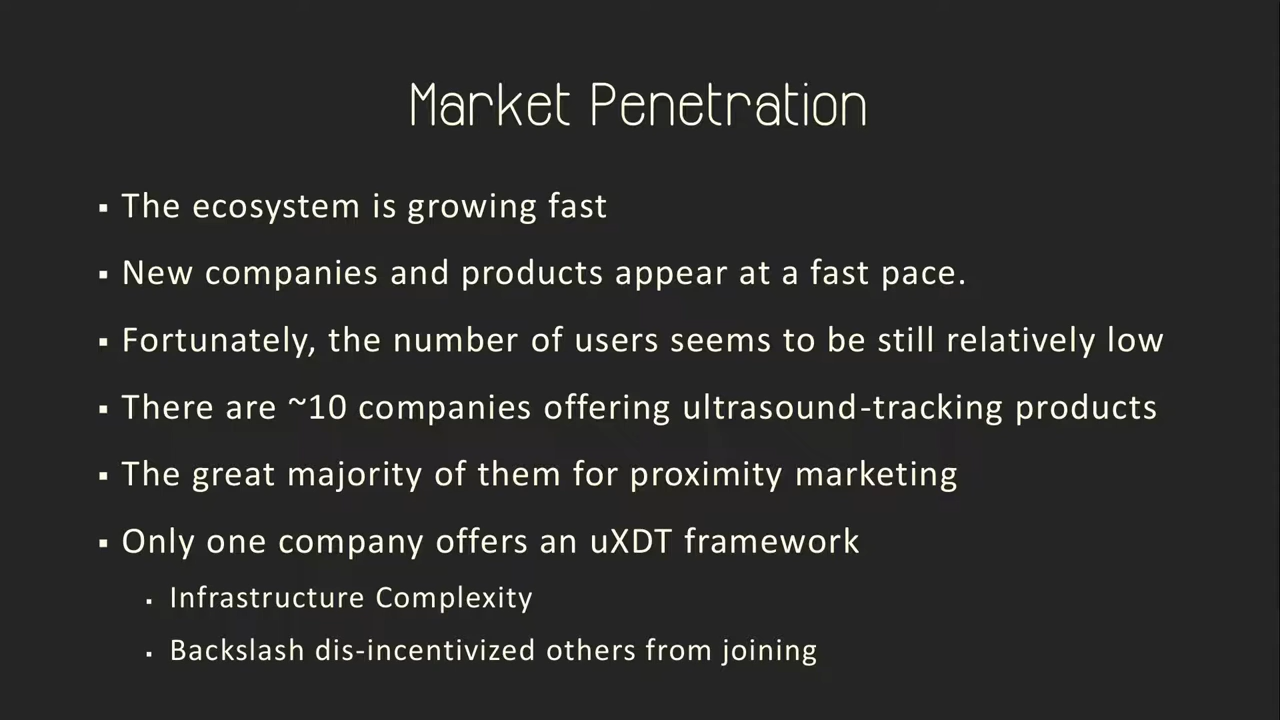 Market Penetration
▪ The ecosystem is growing fast
▪ New companies and products appear at a fast pace.
▪ Fortunately, the number of users seems to be still relatively low
▪ There are ~10 companies offering ultrasound-tracking products
▪ The great majority of them for proximity marketing
▪ Only one company offers an uXDT framework
▪ Infrastructure Complexity
▪ Backslash dis-incentivized others from joining